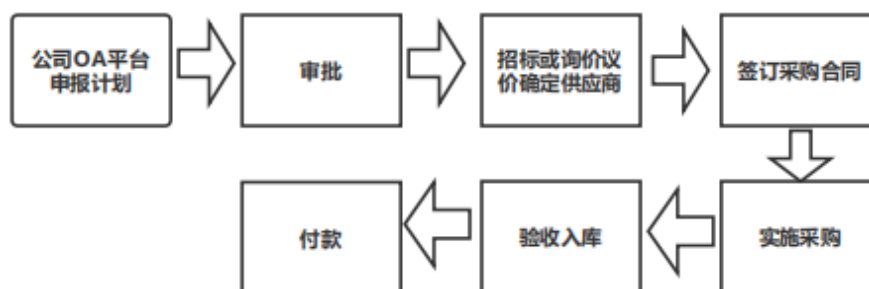 公司OA平台
申报计划
审批
招标或询价议
价确定供应商
签订采购合同
实施采购
验收入库
付款